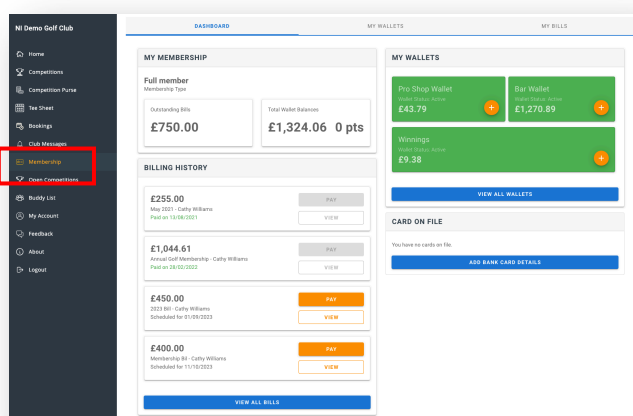 NI Demo Golf Club
Home
Competitions
Competition Purse
Tee Sheet
Bookings
Club Messages
Membership
Open Competitions
Buddy List
My Account
Feedback
About
Logout
DASHBOARD
MY WALLETS
MY BILLS
MY MEMBERSHIP
Full member
Membership Type
Outstanding Bills
£750.00
Total Wallet Balances
£1,324.06 0 pts
BILLING HISTORY
£255.00
May 2021 - Cathy Williams
Paid on 13/08/2021
PAY
VIEW
£1,044.61
Annual Golf Membership - Cathy Williams
Paid on 28/02/2022
PAY
VIEW
£450.00
2023 Bill - Cathy Williams
Scheduled for 01/09/2023
PAY
VIEW
£400.00
Membership Bil - Cathy Williams
Scheduled for 11/10/2023
PAY
VIEW
VIEW ALL BILLS
MY WALLETS
Pro Shop Wallet
Wallet Status: Active
£43.79
Bar Wallet
Wallet Status: Active
£1,270.89
Winnings
Wallet Status: Active
£9.38
VIEW ALL WALLETS
CARD ON FILE
You have no cards on file.
ADD BANK CARD DETAILS